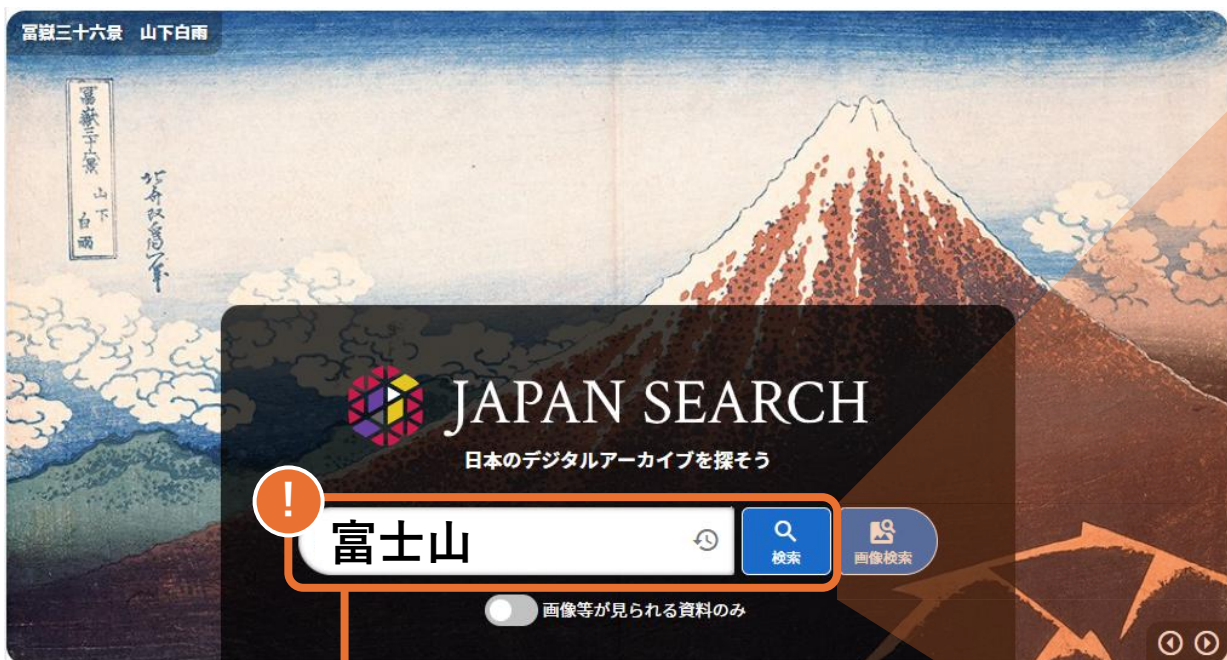 冨嶽三十六景　山下白雨
冨嶽三十六景 山下白雨
JAPAN SEARCH
日本のデジタルアーカイブを探そう
!
富士山
検索
画像検索
画像等が見られる資料のみ